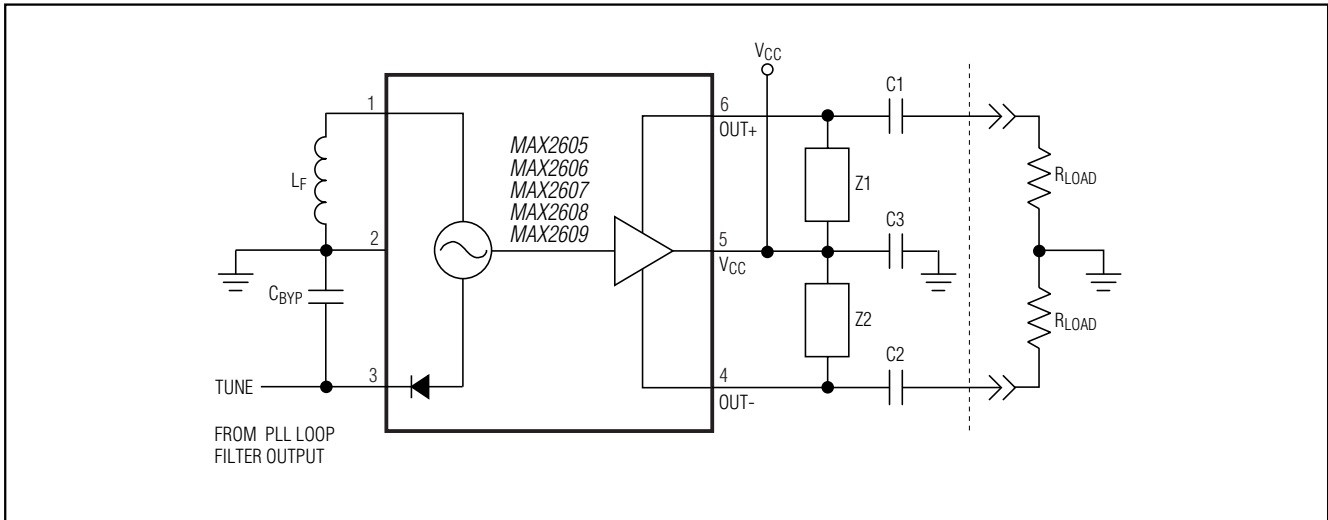 VCC
C1
1
6
OUT+
MAX2605
MAX2606
MAX2607
MAX2608
MAX2609
LF
Z1
RLOAD
C3
2
5
VCC
CBYP
Z2
RLOAD
C2
TUNE
3
4
OUT-
FROM PLL LOOP
FILTER OUTPUT